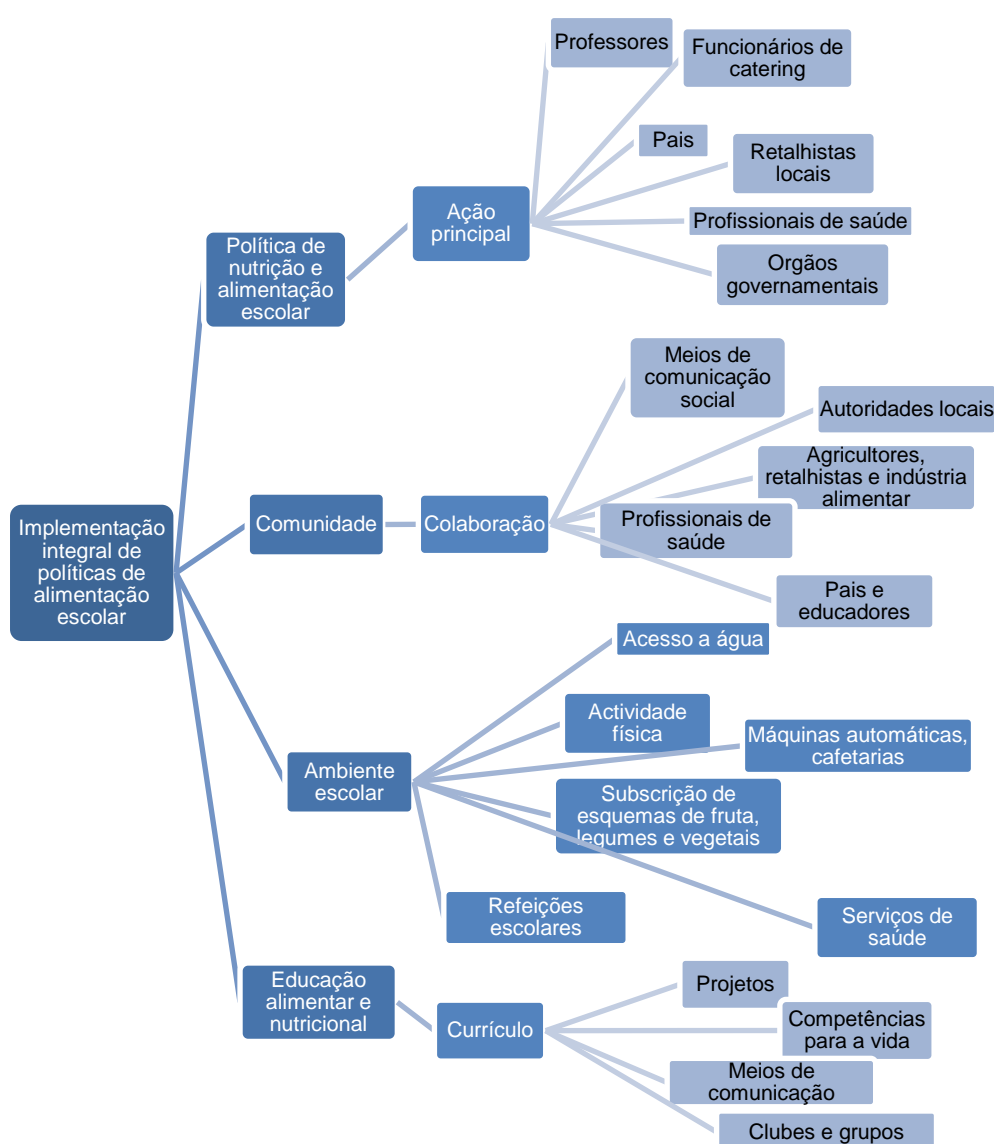 Professores
Funcionários de
catering
Pais
Retalhistas
locais
Profissionais de saúde
Orgãos
governamentais
Ação
principal
Política de
nutrição e
alimentação
escolar
Meios de
comunicação
social
Autoridades locais
Agricultores,
retalhistas e indústria
alimentar
Profissionais de
saúde
Pais e
educadores
Comunidade
Colaboração
Implementação
integral de
políticas de
alimentação
escolar
Acesso a água
Actividade
física
Máquinas automáticas,
cafetarias
Ambiente
escolar
Subscrição de
esquemas de fruta,
legumes e vegetais
Refeições
escolares
Serviços de
saúde
Educação
alimentar e
nutricional
Currículo
Projetos
Competências
para a vida
Meios de
comunicação
Clubes e grupos